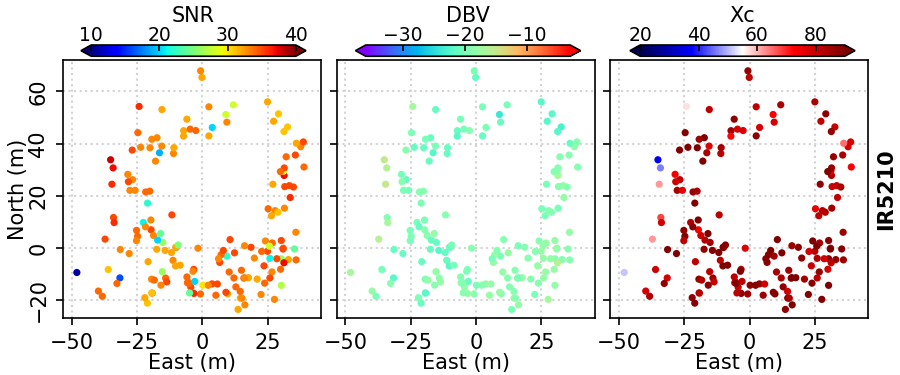 SNR DBV Xc
10 20 30 40 −30 −20 −10 20 40 60 80
60
40
20
0
−20
North (m)
IR5210
−50 −25 0 25 −50 −25 0 25 −50 −25 0 25
East (m) East (m) East (m)